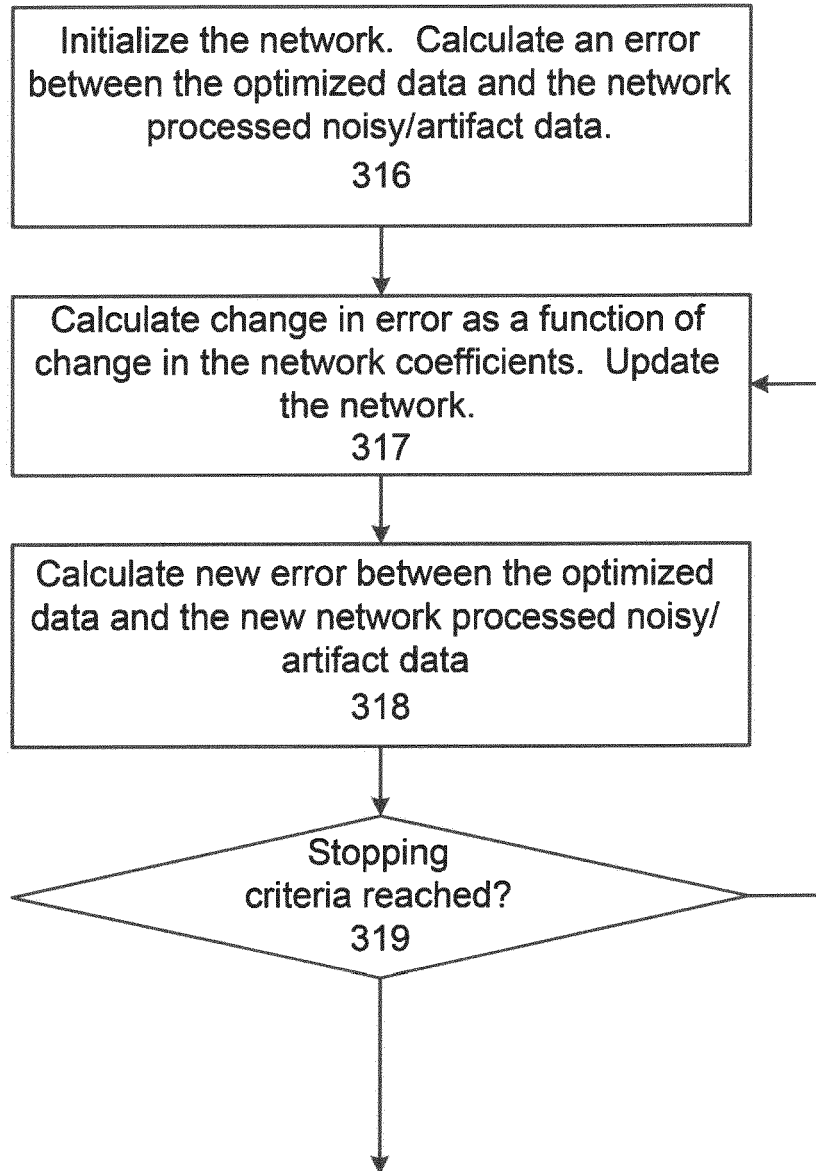 Initialize the network. Calculate an error
between the optimized data and the network
processed noisy/artifact data.
316
Calculate change in error as a function of
change in the network coefficients. Update
the network.
317
Calculate new error between the optimized
data and the new network processed noisy/
artifact data
318
Stopping
criteria reached?
319